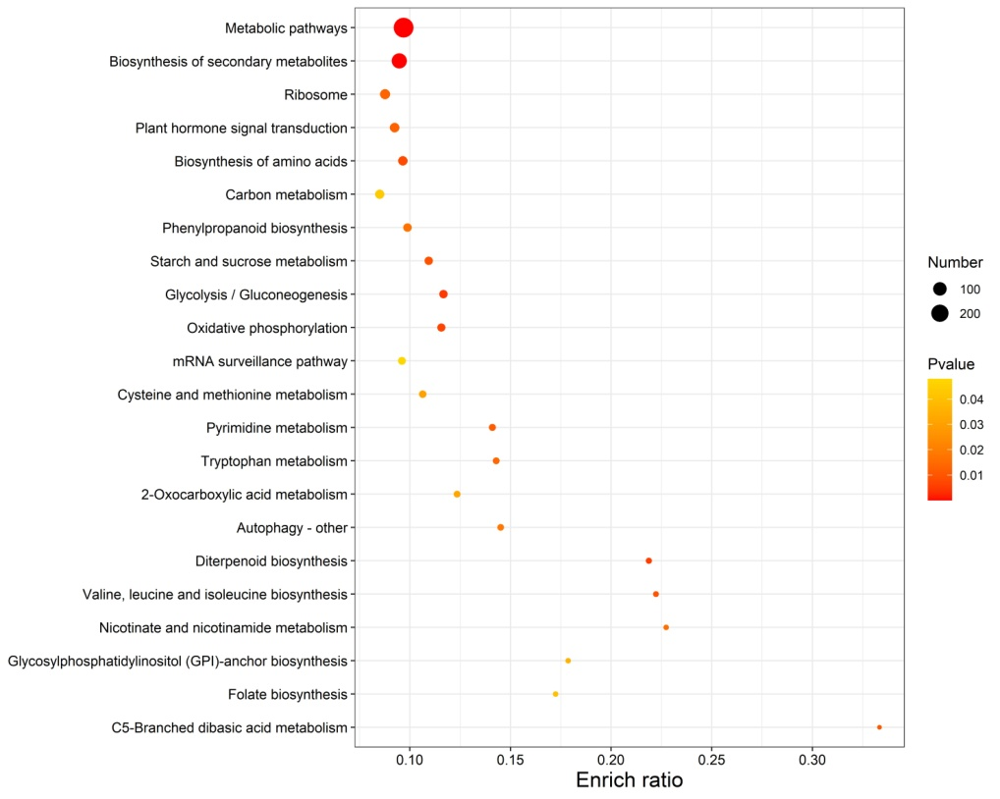 Metabolic pathways
Biosynthesis of secondary metabolites
Ribosome
Plant hormone signal transduction
Biosynthesis of amino acids
Carbon metabolism
Phenylpropanoid biosynthesis
Starch and sucrose metabolism
Glycolysis / Gluconeogenesis
Oxidative phosphorylation
mRNA surveillance pathway
Cysteine and methionine metabolism
Pyrimidine metabolism
Tryptophan metabolism
2-Oxocarboxylic acid metabolism
Autophagy - other
Diterpenoid biosynthesis
Valine, leucine and isoleucine biosynthesis
Nicotinate and nicotinamide metabolism
Glycosylphosphatidylinositol (GPI)-anchor biosynthesis
Folate biosynthesis
C5-Branched dibasic acid metabolism
0.10 0.15 0.20 0.25 0.30
Enrich ratio
Number
100
200
Pvalue
0.04
0.03
0.02
0.01